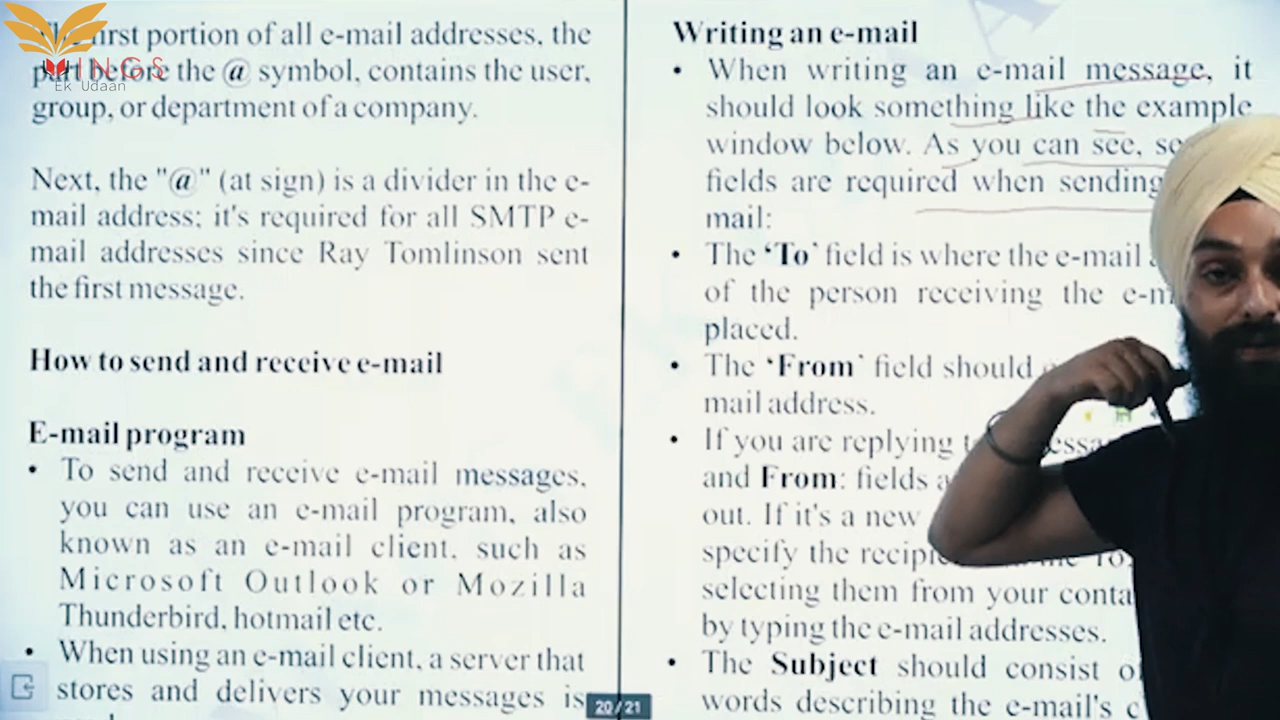 WINGS
Ek Udaan
The first portion of all e-mail addresses, the
part before the @ symbol, contains the user,
group, or department of a company.
Next, the "@" (at sign) is a divider in the e-
mail address; it's required for all SMTP e-
mail addresses since Ray Tomlinson sent
the first message.
How to send and receive e-mail
E-mail program
• To send and receive e-mail messages,
you can use an e-mail program, also
known as an e-mail client, such as
Microsoft Outlook or Mozilla
Thunderbird, hotmail etc.
• When using an e-mail client, a server that
stores and delivers your messages is
Writing an e-mail
• When writing an e-mail message, it
should look something like the example
window below. As you can see,
fields are required when sending
mail:
• The ‘To’ field is where the e-mail
of the person receiving the
placed.
• The ‘From’ field should
mail address.
• If you are replying
and From: fields
out. If it's a new
specify the
selecting them from your
by typing the e-mail addresses.
• The Subject should consist
words describing the e-mail's
20/21